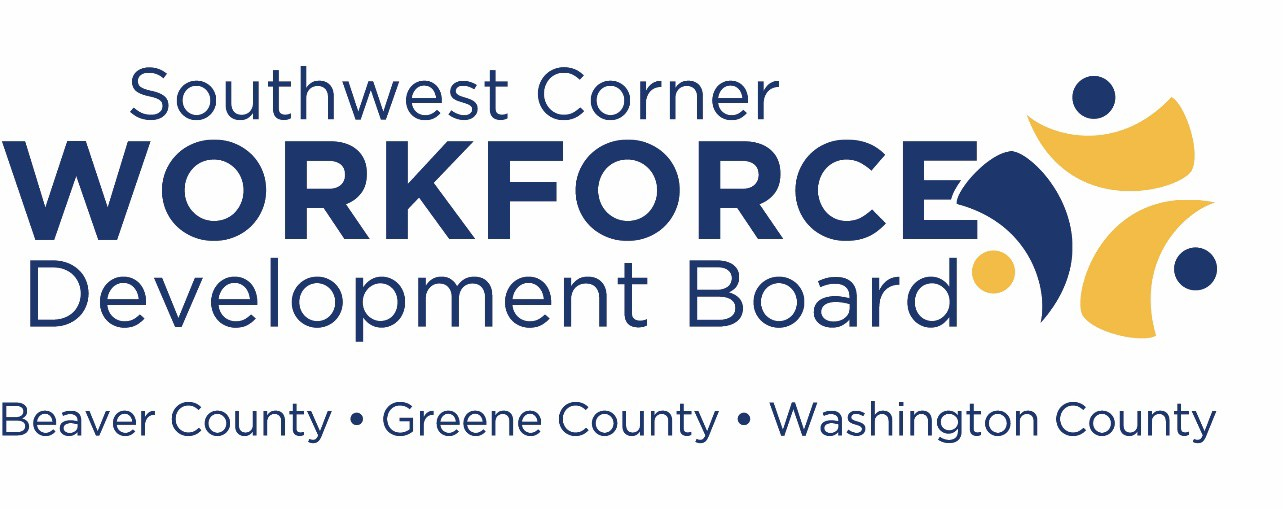 Southwest Corner
WORKFORCE
Development Board
Beaver County • Greene County • Washington County